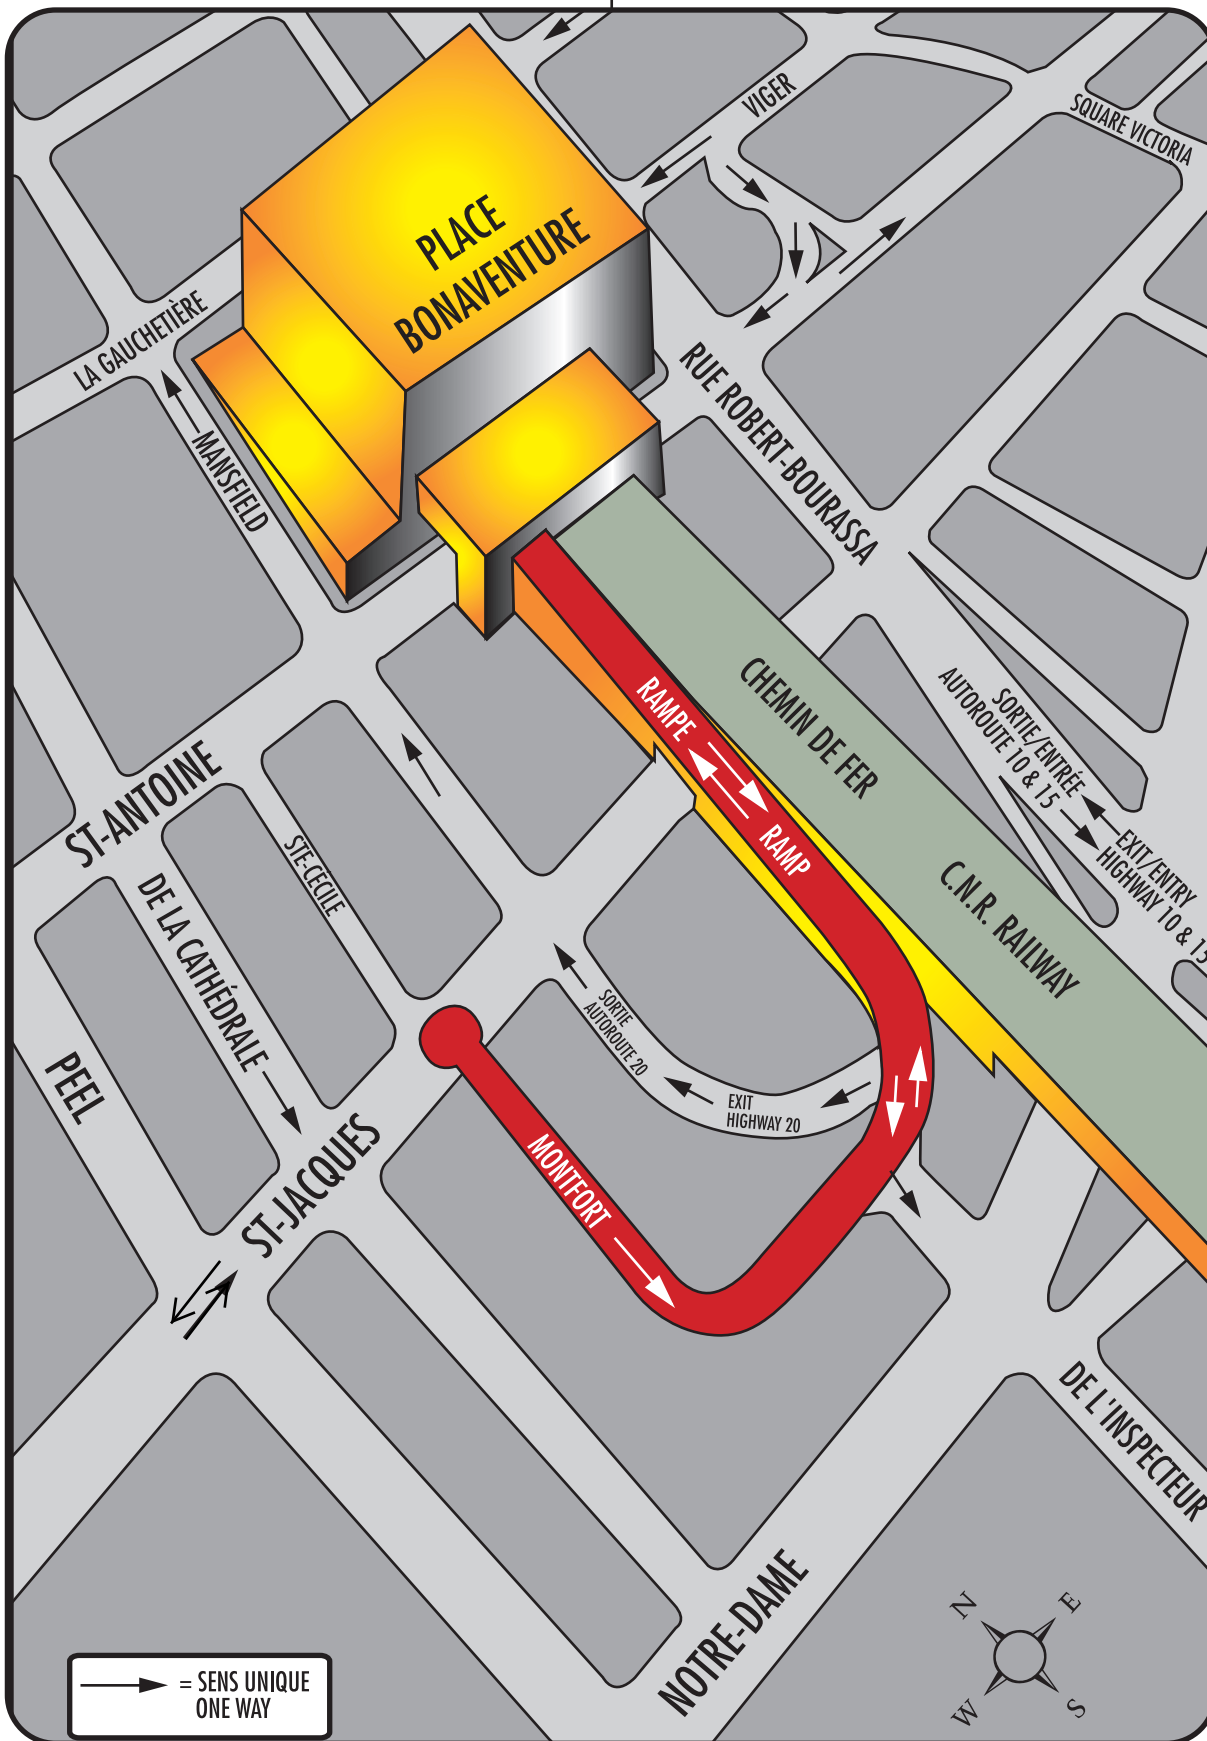 VIGER
SQUARE VICTORIA
PLACE
BONAVENTURE
LA GAUCHETIÈRE
MANSFIELD
RUE ROBERT-BOURASSA
CHEMIN DE FER
C.N.R. RAILWAY
RAMPE
RAMP
SORTIE/ENTRÉE
AUTOROUTE 10 & 15
EXIT/ENTRY
HIGHWAY 10 & 15
ST-ANTOINE
STE-CECILE
DE LA CATHÉDRALE
PEEL
SORTIE
AUTOROUTE 20
EXIT
HIGHWAY 20
MONTFORT
ST-JACQUES
DE L'INSPECTEUR
NOTRE-DAME
N
E
W
S
= SENS UNIQUE
ONE WAY